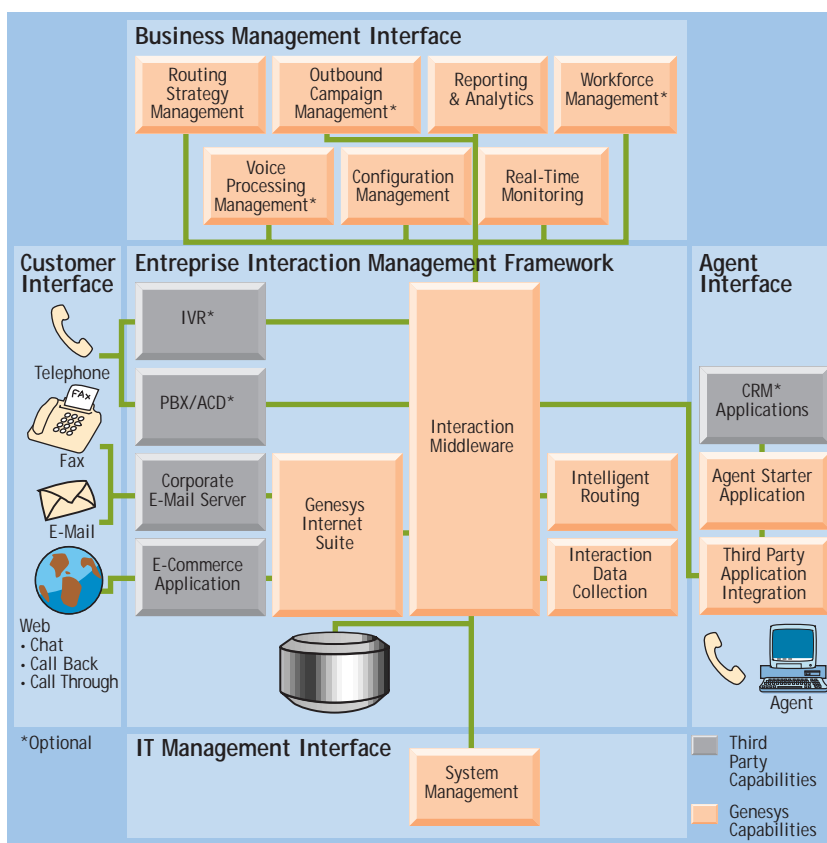 Business Management Interface
Routing
Strategy
Management
Outbound
Campaign
Management*
Reporting
& Analytics
Workforce
Management*
Voice
Processing
Management*
Configuration
Management
Real-Time
Monitoring
Customer
Interface
Telephone
FAX
Fax
E-Mail
Web
• Chat
• Call Back
• Call Through
Entreprise Interaction Management Framework
IVR*
PBX/ACD*
Corporate
E-Mail Server
E-Commerce
Application
Genesys
Internet
Suite
Interaction
Middleware
Intelligent
Routing
Interaction
Data
Collection
Agent
Interface
CRM*
Applications
Agent Starter
Application
Third Party
Application
Integration
Agent
*Optional
IT Management Interface
System
Management
Third
Party
Capabilities
Genesys
Capabilities